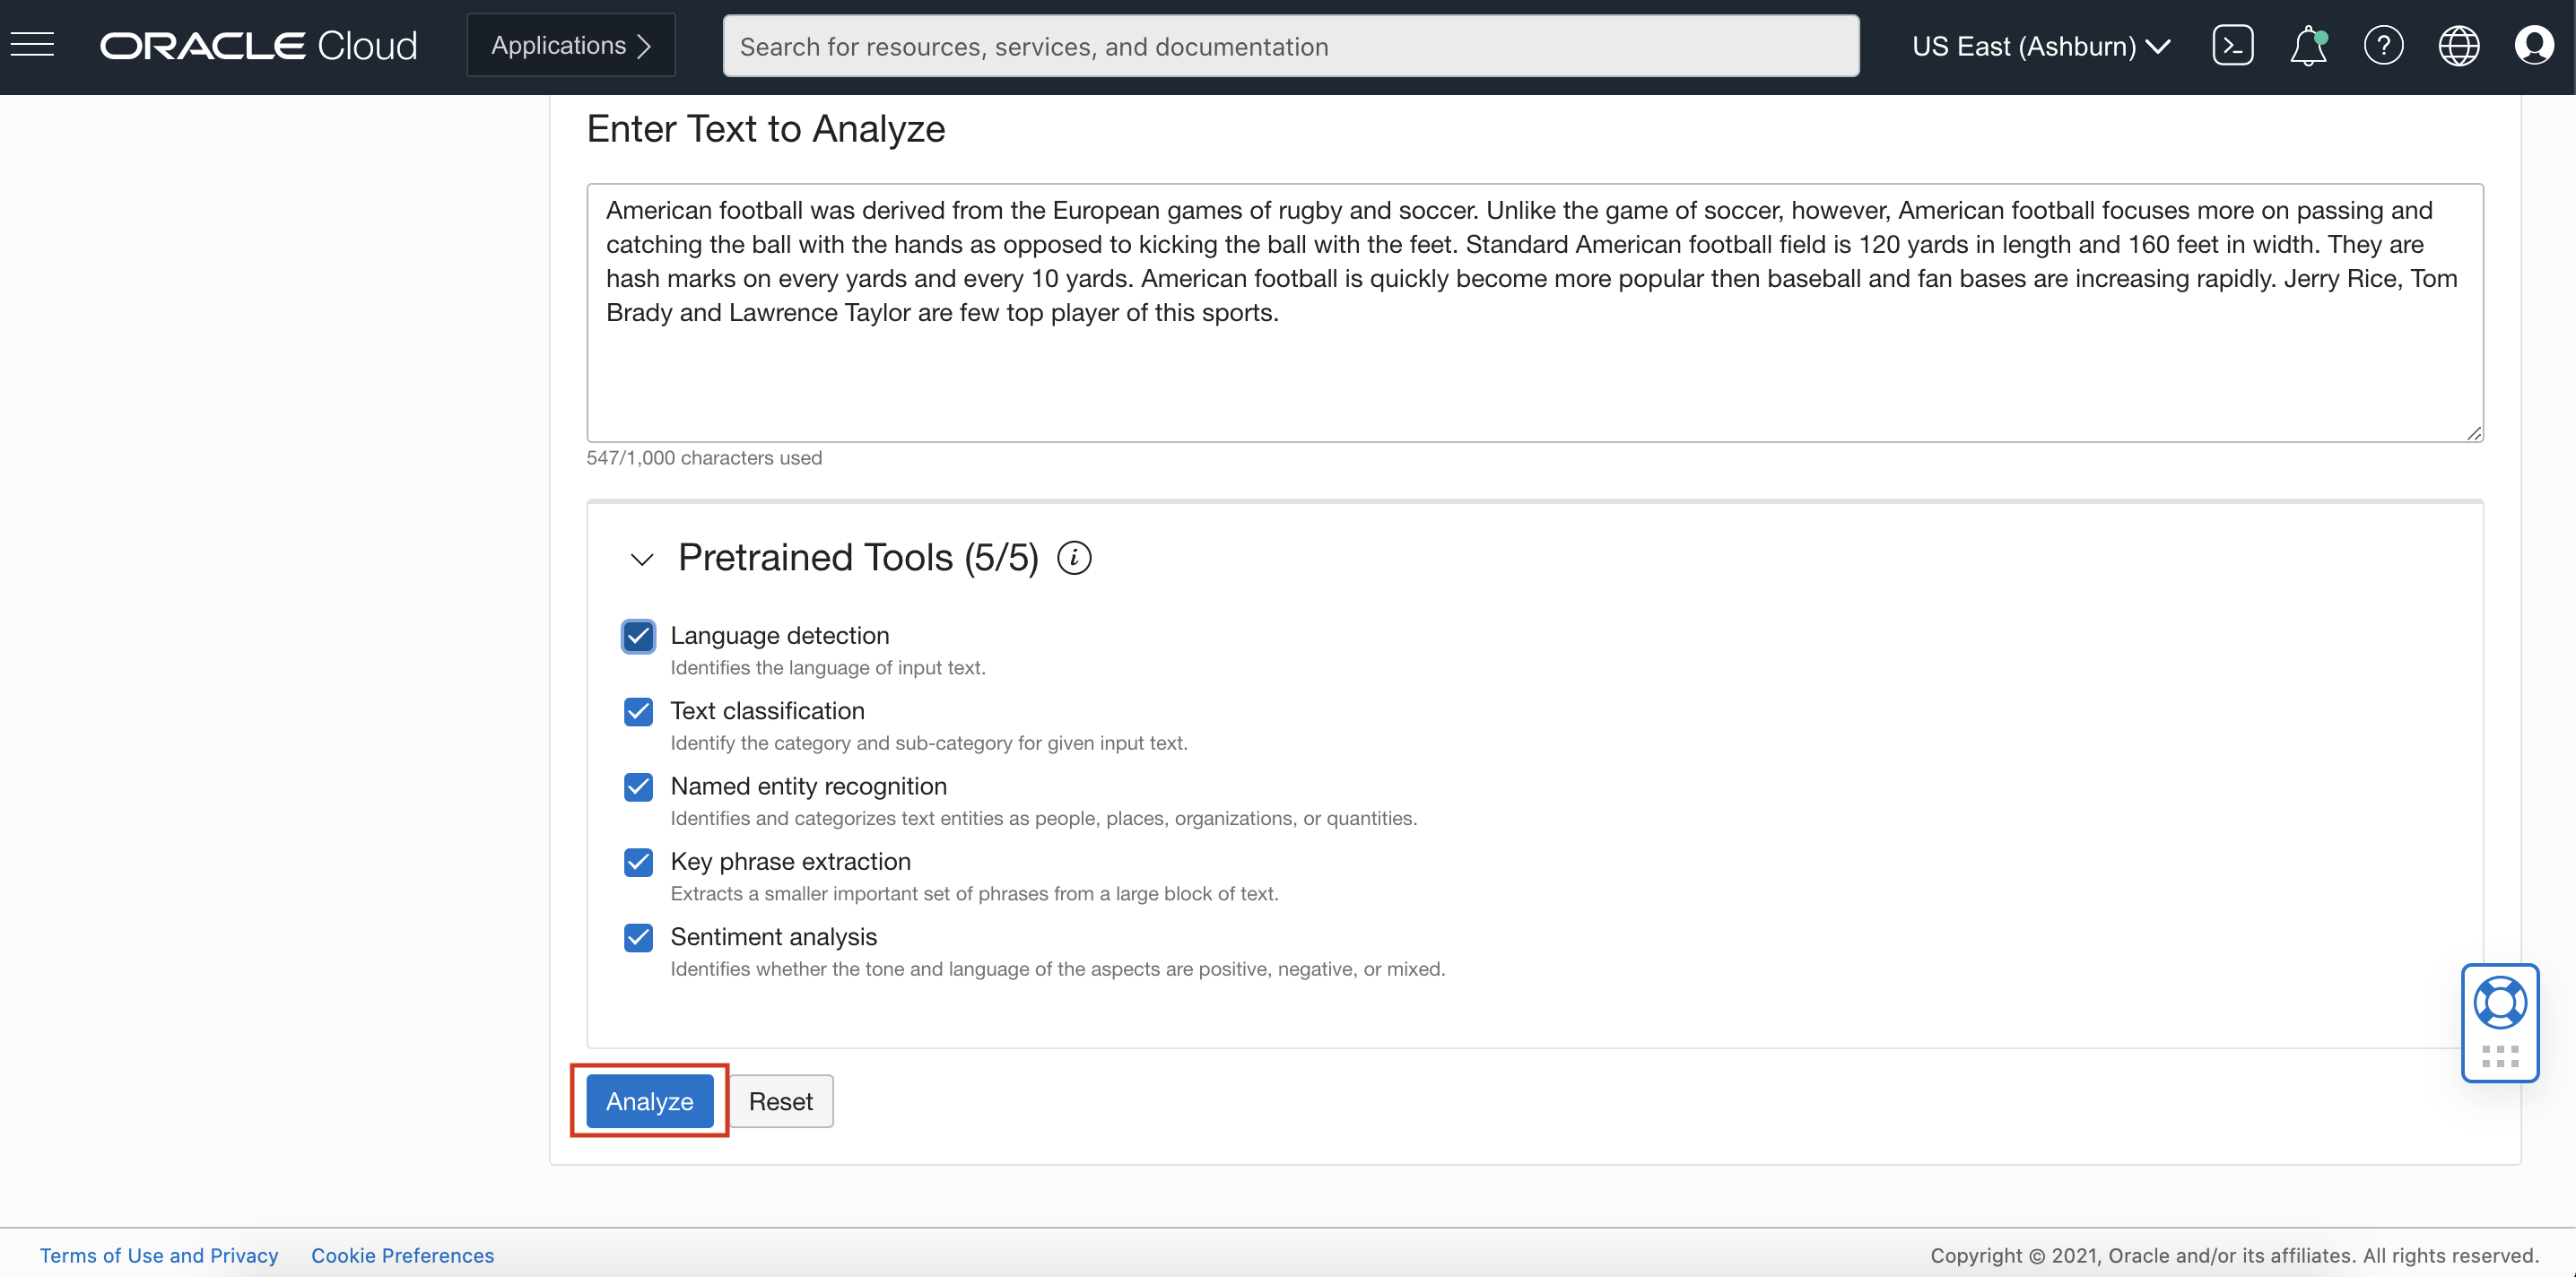 ORACLE Cloud
Applications
Search for resources, services, and documentation
US East (Ashburn)
Enter Text to Analyze
American football was derived from the European games of rugby and soccer. Unlike the game of soccer, however, American football focuses more on passing and
catching the ball with the hands as opposed to kicking the ball with the feet. Standard American football field is 120 yards in length and 160 feet in width. They are
hash marks on every yards and every 10 yards. American football is quickly become more popular then baseball and fan bases are increasing rapidly. Jerry Rice, Tom
Brady and Lawrence Taylor are few top player of this sports.
547/1,000 characters used
Pretrained Tools (5/5)
Language detection
Identifies the language of input text.
Text classification
Identify the category and sub-category for given input text.
Named entity recognition
Identifies and categorizes text entities as people, places, organizations, or quantities.
Key phrase extraction
Extracts a smaller important set of phrases from a large block of text.
Sentiment analysis
Identifies whether the tone and language of the aspects are positive, negative, or mixed.
Analyze
Reset
Terms of Use and Privacy
Cookie Preferences
Copyright © 2021, Oracle and/or its affiliates. All rights reserved.